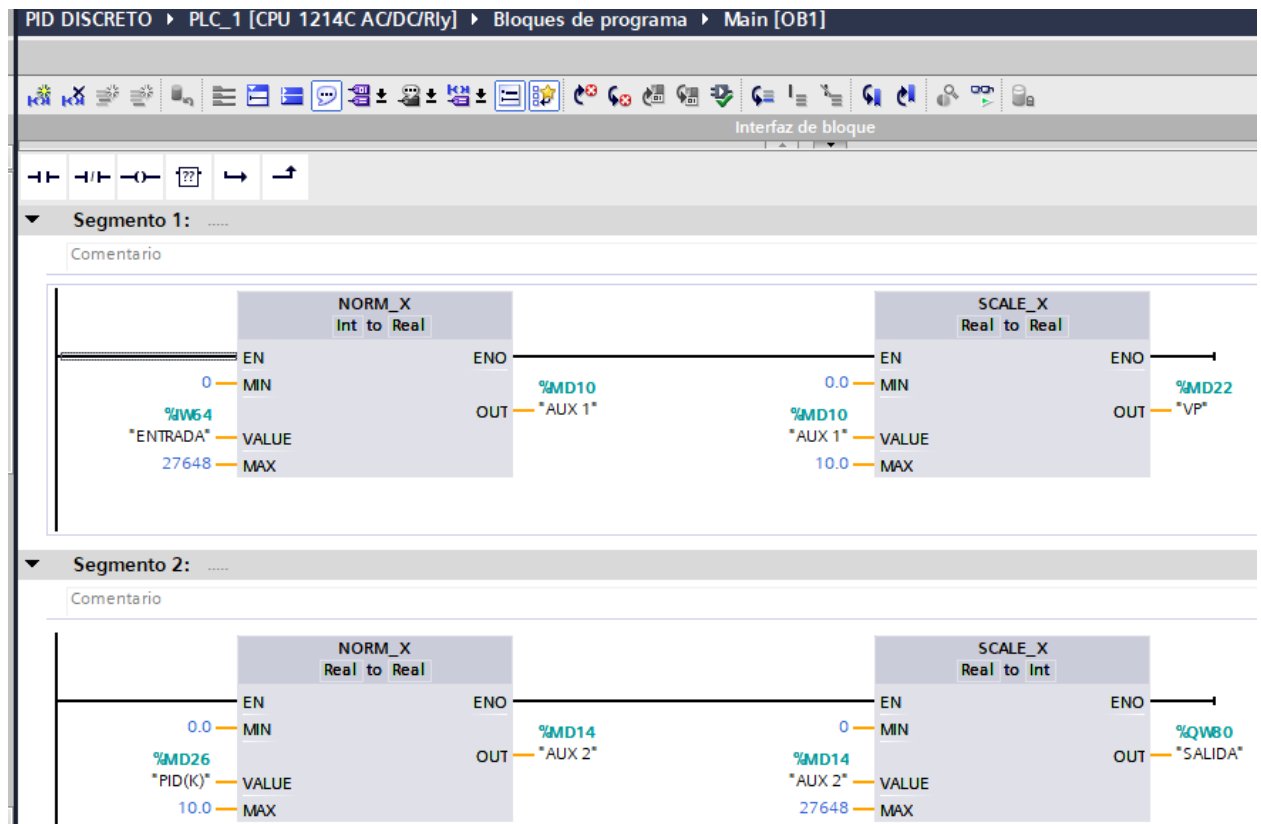 PID DISCRETO ▸ PLC_1 [CPU 1214C AC/DC/Rly] ▸ Bloques de programa ▸ Main [OB1]
Interfaz de bloque
??
Segmento 1: .....
Comentario
NORM_X
Int to Real
EN
ENO
0
MIN
%IW64
"ENTRADA"
VALUE
27648
MAX
OUT
%MD10
"AUX 1"
SCALE_X
Real to Real
EN
ENO
0.0
MIN
%MD10
"AUX 1"
VALUE
10.0
MAX
OUT
%MD22
"VP"
Segmento 2: .....
Comentario
NORM_X
Real to Real
EN
ENO
0.0
MIN
%MD26
"PID(K)"
VALUE
10.0
MAX
OUT
%MD14
"AUX 2"
SCALE_X
Real to Int
EN
ENO
0
MIN
%MD14
"AUX 2"
VALUE
27648
MAX
OUT
%QW80
"SALIDA"